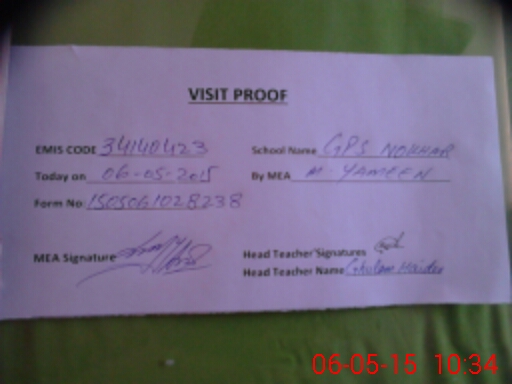 VISIT PROOF
EMIS CODE 34140423 School Name GPS NOKHAR
Today on 06-05-2015 By MEA M. YAMEEN
Form No 1505061028238
MEA Signature Head Teacher Signatures
Head Teacher Name Ghulam Haider
06-05-15 10:34